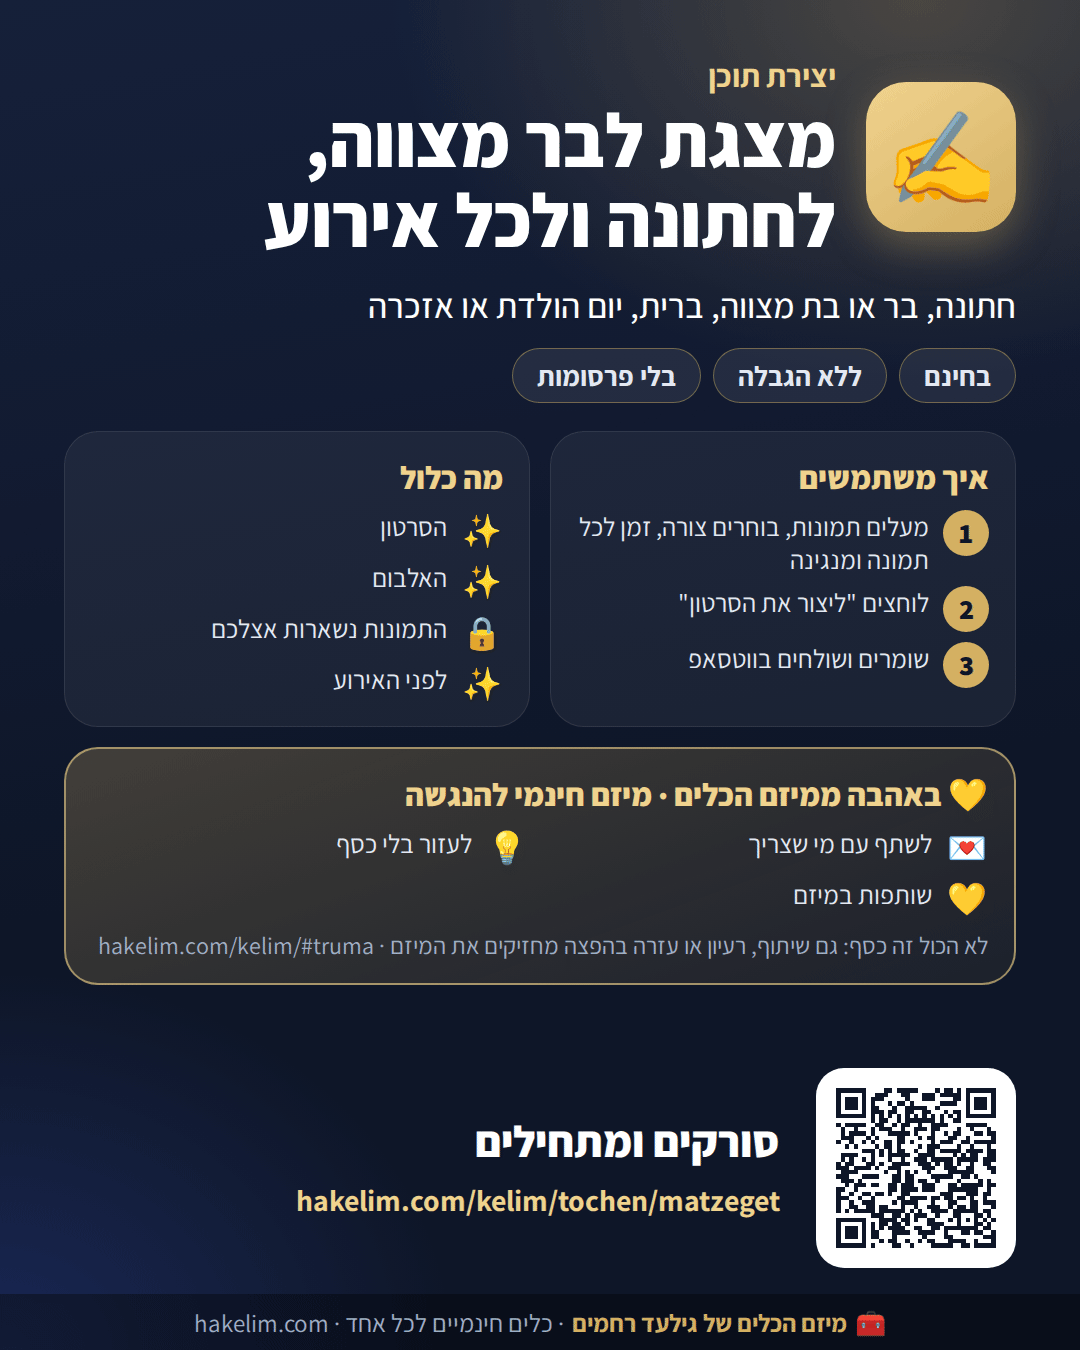 יצירת תוכן
מצגת לבר מצווה,
לחתונה ולכל אירוע
חתונה, בר או בת מצווה, ברית, יום הולדת או אזכרה
בחינם
ללא הגבלה
בלי פרסומות
איך משתמשים
1 מעלים תמונות, בוחרים צורה, זמן לכל
תמונה ומנגינה
2 לוחצים "ליצור את הסרטון"
3 שומרים ושולחים בווטסאפ
מה כלול
הסרטון
האלבום
התמונות נשארות אצלכם
לפני האירוע
באהבה ממיזם הכלים · מיזם חינמי להנגשה
לשתף עם מי שצריך
לעזור בלי כסף
שותפות במיזם
לא הכול זה כסף: גם שיתוף, רעיון או עזרה בהפצה מחזיקים את המיזם · hakelim.com/kelim/#truma
סורקים ומתחילים
hakelim.com/kelim/tochen/matzeget
מיזם הכלים של גילעד רחמים · כלים חינמיים לכל אחד · hakelim.com